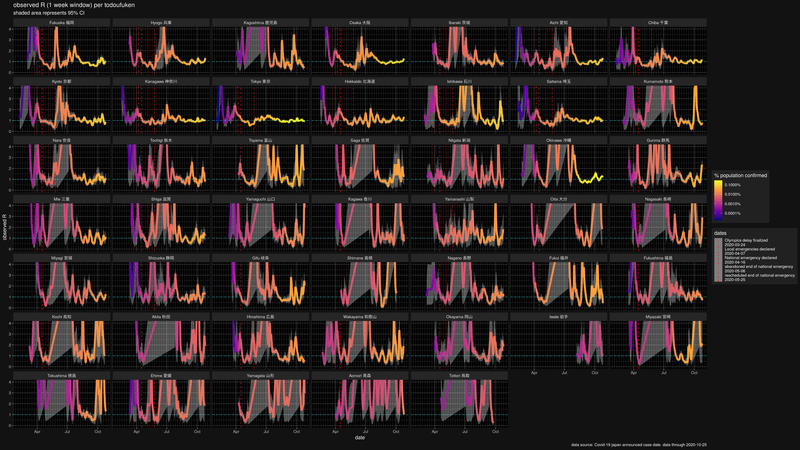 observed R (1 week window) per todoufuken
shaded area represents 95% CI
Fukuoka 福岡
Hyogo 兵庫
Kagoshima 鹿児島
Osaka 大阪
Ibaraki 茨城
Aichi 愛知
Chiba 千葉
Kyoto 京都
Kanagawa 神奈川
Tokyo 東京
Hokkaido 北海道
Ishikawa 石川
Saitama 埼玉
Kumamoto 熊本
Nara 奈良
Tochigi 栃木
Toyama 富山
Saga 佐賀
Niigata 新潟
Okinawa 沖縄
Gunma 群馬
Mie 三重
Shiga 滋賀
Yamaguchi 山口
Kagawa 香川
Yamanashi 山梨
Oita 大分
Nagasaki 長崎
Miyagi 宮城
Shizuoka 静岡
Gifu 岐阜
Shimane 島根
Nagano 長野
Fukui 福井
Fukushima 福島
Kochi 高知
Akita 秋田
Hiroshima 広島
Wakayama 和歌山
Okayama 岡山
Iwate 岩手
Miyazaki 宮崎
Tokushima 徳島
Ehime 愛媛
Yamagata 山形
Aomori 青森
Tottori 鳥取
observed R
date
Apr Jul Oct
% population confirmed
0.1000%
0.0100%
0.0010%
0.0001%
dates
Olympics delay finalized
2020-03-24
Local emergencies declared
2020-04-07
National emergency declared
2020-04-16
abandoned end of national emergency
2020-05-06
rescheduled end of national emergency
2020-05-25
data source: Covid-19 japan announced case date. data through 2020-10-25